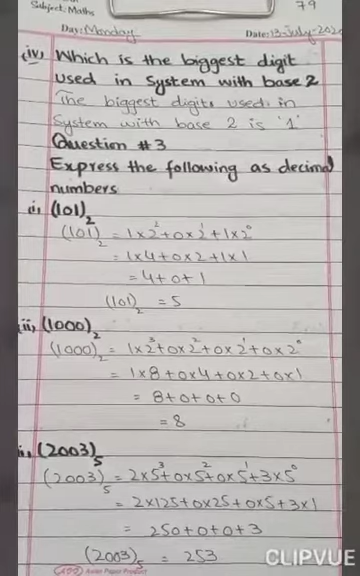 Subject: Maths
79
Day: Monday
Date: 13-July-202
(iv) Which is the biggest digit
used in System with base 2
The biggest digits used in
System with base 2 is '1'
Question #3
Express the following as decimal
numbers
(i) (101)₂
(101)₂ = 1×2²+0×2¹+1×2⁰
= 1×4+0×2+1×1
= 4+0+1
(101)₂ = 5
(ii) (1000)₂
(1000)₂ = 1×2³+0×2²+0×2¹+0×2⁰
= 1×8+0×4+0×2+0×1
= 8+0+0+0
= 8
(2003)₅
(2003)₅ = 2×5³+0×5²+0×5¹+3×5⁰
= 2×125+0×25+0×5+3×1
= 250+0+0+3
(2003)₅ = 253
CLIPVUE
Asian Paper Product